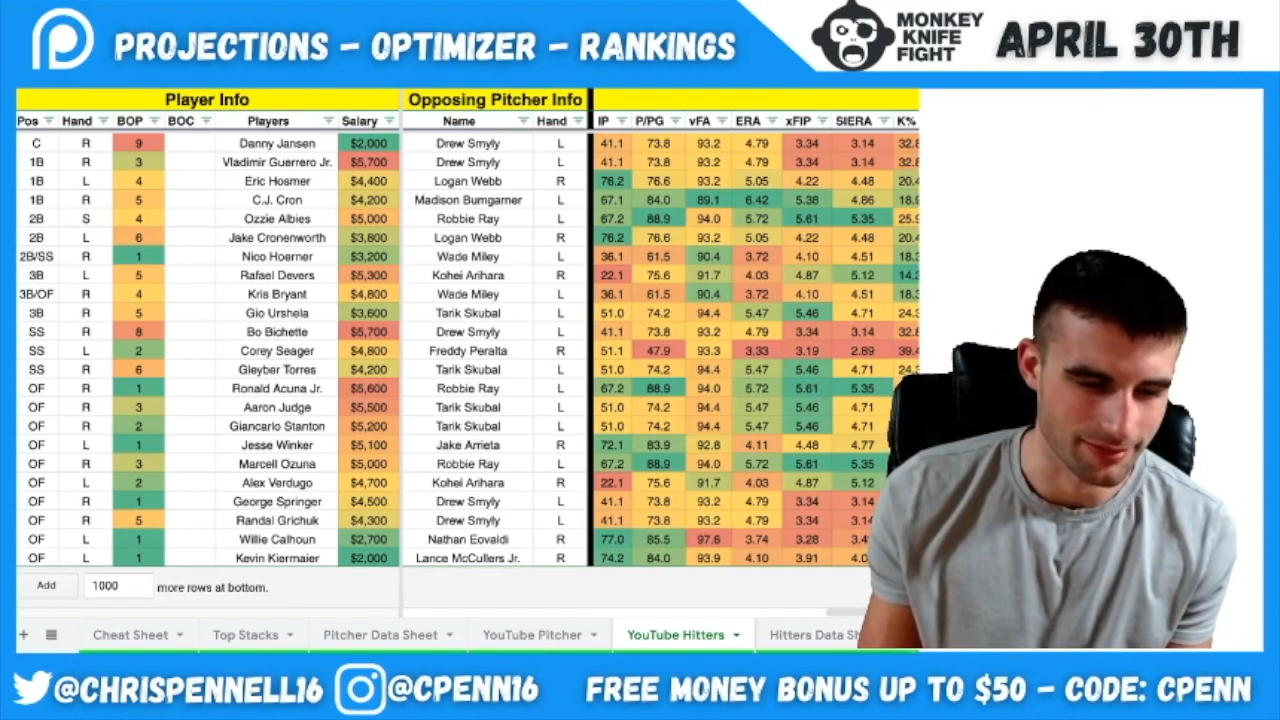 PROJECTIONS – OPTIMIZER – RANKINGS
MONKEY KNIFE FIGHT
APRIL 30TH
Player Info Opposing Pitcher Info
Pos Hand BOP BOC Players Salary Name Hand IP P/PG vFA ERA xFIP SIERA K%
C R 9 Danny Jansen $2,000 Drew Smyly L 41.1 73.8 93.2 4.79 3.34 3.14
1B R 3 Vladimir Guerrero Jr. $5,700 Drew Smyly L 41.1 73.8 93.2 4.79 3.34 3.14
1B L 4 Eric Hosmer $4,400 Logan Webb R 76.2 76.6 93.2 5.05 4.22 4.48
1B R 5 C.J. Cron $4,200 Madison Bumgarner L 67.1 84.0 89.1 6.42 5.38 4.86
2B S 4 Ozzie Albies $5,000 Robbie Ray L 67.2 88.9 94.0 5.72 5.61 5.35
2B L 6 Jake Cronenworth $3,800 Logan Webb R 76.2 76.6 93.2 5.05 4.22 4.48
2B/SS R 1 Nico Hoerner $3,200 Wade Miley L 36.1 61.5 90.4 3.72 4.10 4.51
3B L 5 Rafael Devers $5,300 Kohei Arihara R 22.1 75.6 91.7 4.03 4.87 5.12
3B/OF R 4 Kris Bryant $4,800 Wade Miley L 36.1 61.5 90.4 3.72 4.10 4.51
3B R 5 Gio Urshela $3,600 Tarik Skubal L 51.0 74.2 94.4 5.47 5.46 4.71
SS R 8 Bo Bichette $5,700 Drew Smyly L 41.1 73.8 93.2 4.79 3.34 3.14
SS L 2 Corey Seager $4,800 Freddy Peralta R 51.1 47.9 93.3 3.33 3.19 2.89
SS R 6 Gleyber Torres $4,200 Tarik Skubal L 51.0 74.2 94.4 5.47 5.46 4.71
OF R 1 Ronald Acuna Jr. $5,600 Robbie Ray L 67.2 88.9 94.0 5.72 5.61 5.35
OF R 3 Aaron Judge $5,500 Tarik Skubal L 51.0 74.2 94.4 5.47 5.46 4.71
OF R 2 Giancarlo Stanton $5,200 Tarik Skubal L 51.0 74.2 94.4 5.47 5.46 4.71
OF L 1 Jesse Winker $5,100 Jake Arrieta R 72.1 83.9 92.8 4.11 4.48 4.77
OF R 3 Marcell Ozuna $5,000 Robbie Ray L 67.2 88.9 94.0 5.72 5.61 5.35
OF L 2 Alex Verdugo $4,700 Kohei Arihara R 22.1 75.6 91.7 4.03 4.87 5.12
OF R 1 George Springer $4,500 Drew Smyly L 41.1 73.8 93.2 4.79 3.34 3.14
OF R 5 Randal Grichuk $4,300 Drew Smyly L 41.1 73.8 93.2 4.79 3.34 3.14
OF L 1 Willie Calhoun $2,700 Nathan Eovaldi R 77.0 85.5 97.6 3.74 3.28
OF L 1 Kevin Kiermaier $2,000 Lance McCullers Jr. R 74.2 84.0 93.9 4.10 3.91
Add 1000 more rows at bottom.
+ Cheat Sheet Top Stacks Pitcher Data Sheet YouTube Pitcher YouTube Hitters Hitters Data
@CHRISPENNELL16 @CPENN16 FREE MONEY BONUS UP TO $50 – CODE: CPENN